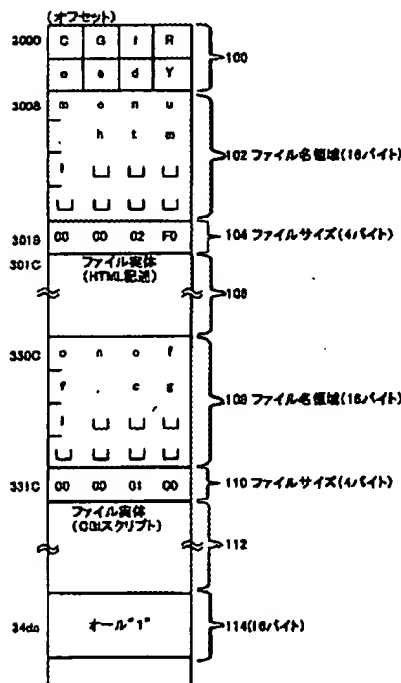 (オフセット)
3000 C G I R 100
e a d Y
3008 m e n u 102 ファイル名領域(16バイト)
. h t m
l ␣ ␣ ␣
␣ ␣ ␣ ␣
3018 00 00 02 F0 104 ファイルサイズ(4バイト)
301C ファイル実体
(HTML記述) 106
330C o n o f 108 ファイル名領域(16バイト)
f . c g
i ␣ ␣ ␣
␣ ␣ ␣ ␣
331C 00 00 01 00 110 ファイルサイズ(4バイト)
ファイル実体
(CGIスクリプト) 112
オール"1" 114(16バイト)